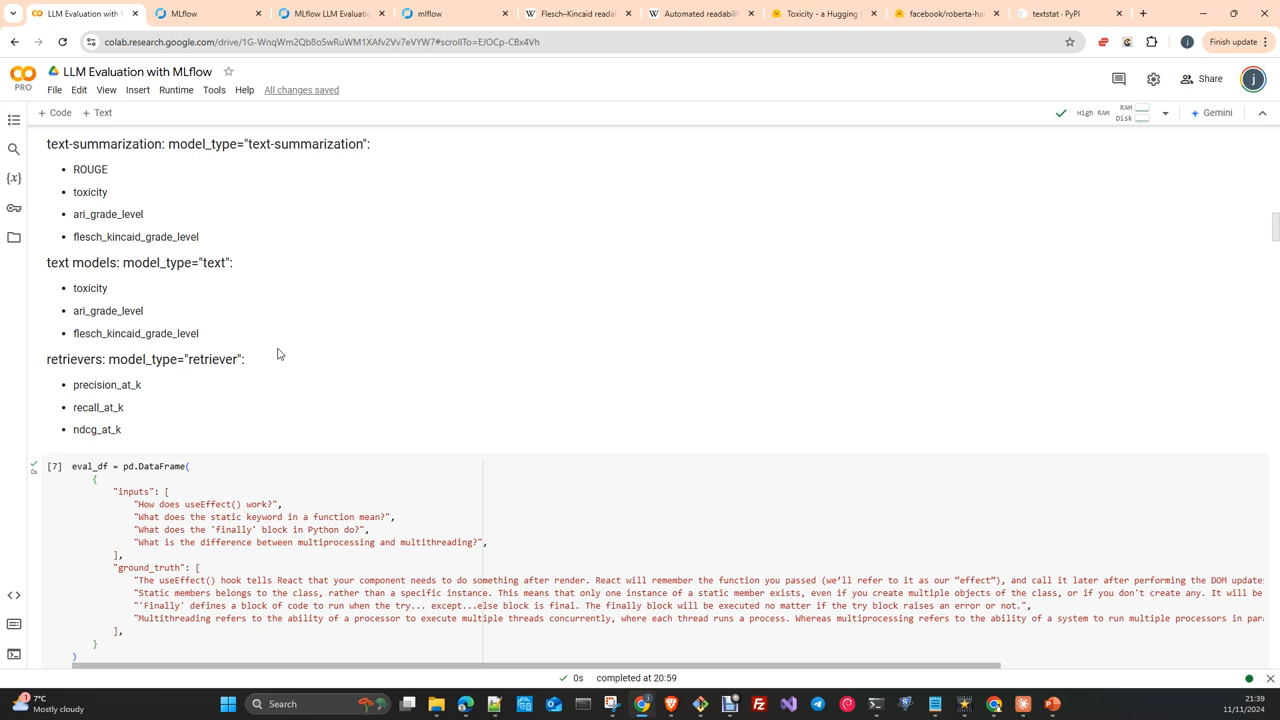 LLM Evaluation with MLflow
MLflow
MLflow LLM Evaluation
mlflow
Flesch–Kincaid readab
Automated readability
Toxicity - a Hugging F
facebook/roberta-hat
textstat · PyPI
colab.research.google.com/drive/1G-WnqWm2Qb8o5wRuWM1XAfv2Vv7eVYW7#scrollTo=EJOCp-CBx4Vh
j
Finish update
CO
PRO
LLM Evaluation with MLflow
File Edit View Insert Runtime Tools Help All changes saved
Share
j
+ Code + Text
High RAM
RAM
Disk
Gemini
text-summarization: model_type="text-summarization":
• ROUGE
• toxicity
• ari_grade_level
• flesch_kincaid_grade_level
text models: model_type="text":
• toxicity
• ari_grade_level
• flesch_kincaid_grade_level
retrievers: model_type="retriever":
• precision_at_k
• recall_at_k
• ndcg_at_k
0s
[7] eval_df = pd.DataFrame(
{
"inputs": [
"How does useEffect() work?",
"What does the static keyword in a function mean?",
"What does the 'finally' block in Python do?",
"What is the difference between multiprocessing and multithreading?",
],
"ground_truth": [
"The useEffect() hook tells React that your component needs to do something after render. React will remember the function you passed (we’ll refer to it as our “effect”), and call it later after performing the DOM update
"Static members belongs to the class, rather than a specific instance. This means that only one instance of a static member exists, even if you create multiple objects of the class, or if you don't create any. It will be
"'Finally' defines a block of code to run when the try... except...else block is final. The finally block will be executed no matter if the try block raises an error or not.",
"Multithreading refers to the ability of a processor to execute multiple threads concurrently, where each thread runs a process. Whereas multiprocessing refers to the ability of a system to run multiple processors in para
],
}
)
0s completed at 20:59
1
7°C
Mostly cloudy
Search
21:39
11/11/2024